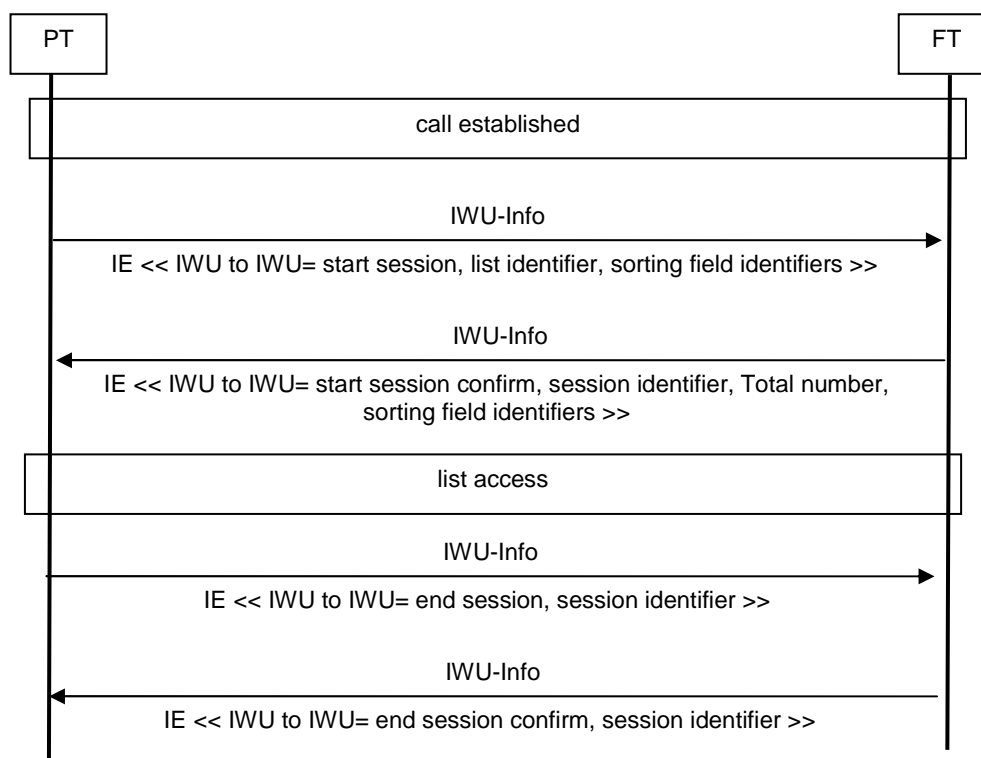 PT
FT
call established
IWU-Info
IE << IWU to IWU= start session, list identifier, sorting field identifiers >>
IWU-Info
IE << IWU to IWU= start session confirm, session identifier, Total number,
sorting field identifiers >>
list access
IWU-Info
IE << IWU to IWU= end session, session identifier >>
IWU-Info
IE << IWU to IWU= end session confirm, session identifier >>